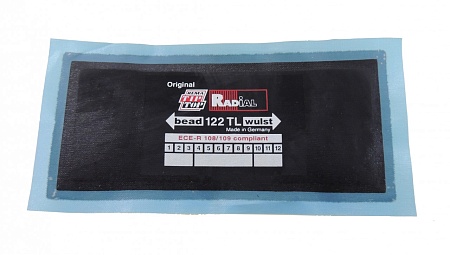 Original
REMA
TIP
TOP
RADIAL
bead 122 TL wulst
Made in Germany
ECE-R 108/109 compliant
1 2 3 4 5 6 7 8 9 10 11 12